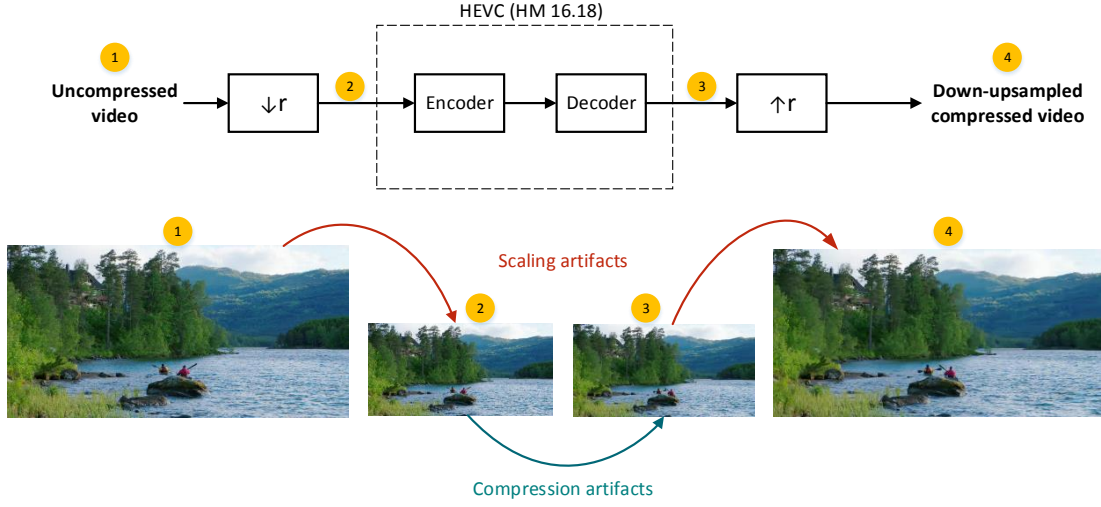 HEVC (HM 16.18)
1
Uncompressed
video
↓r
2
Encoder
Decoder
3
↑r
4
Down-upsampled
compressed video
1
Scaling artifacts
2
3
4
Compression artifacts